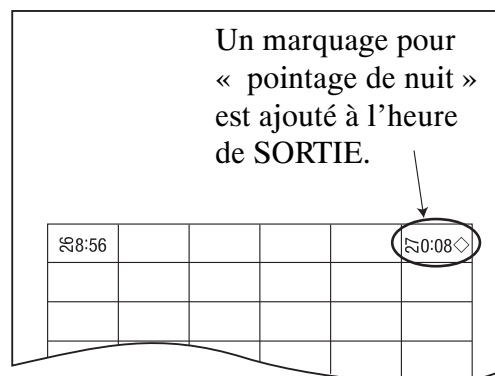 Un marquage pour
« pointage de nuit »
est ajouté à l’heure
de SORTIE.
26 8:56 27 0:08◇